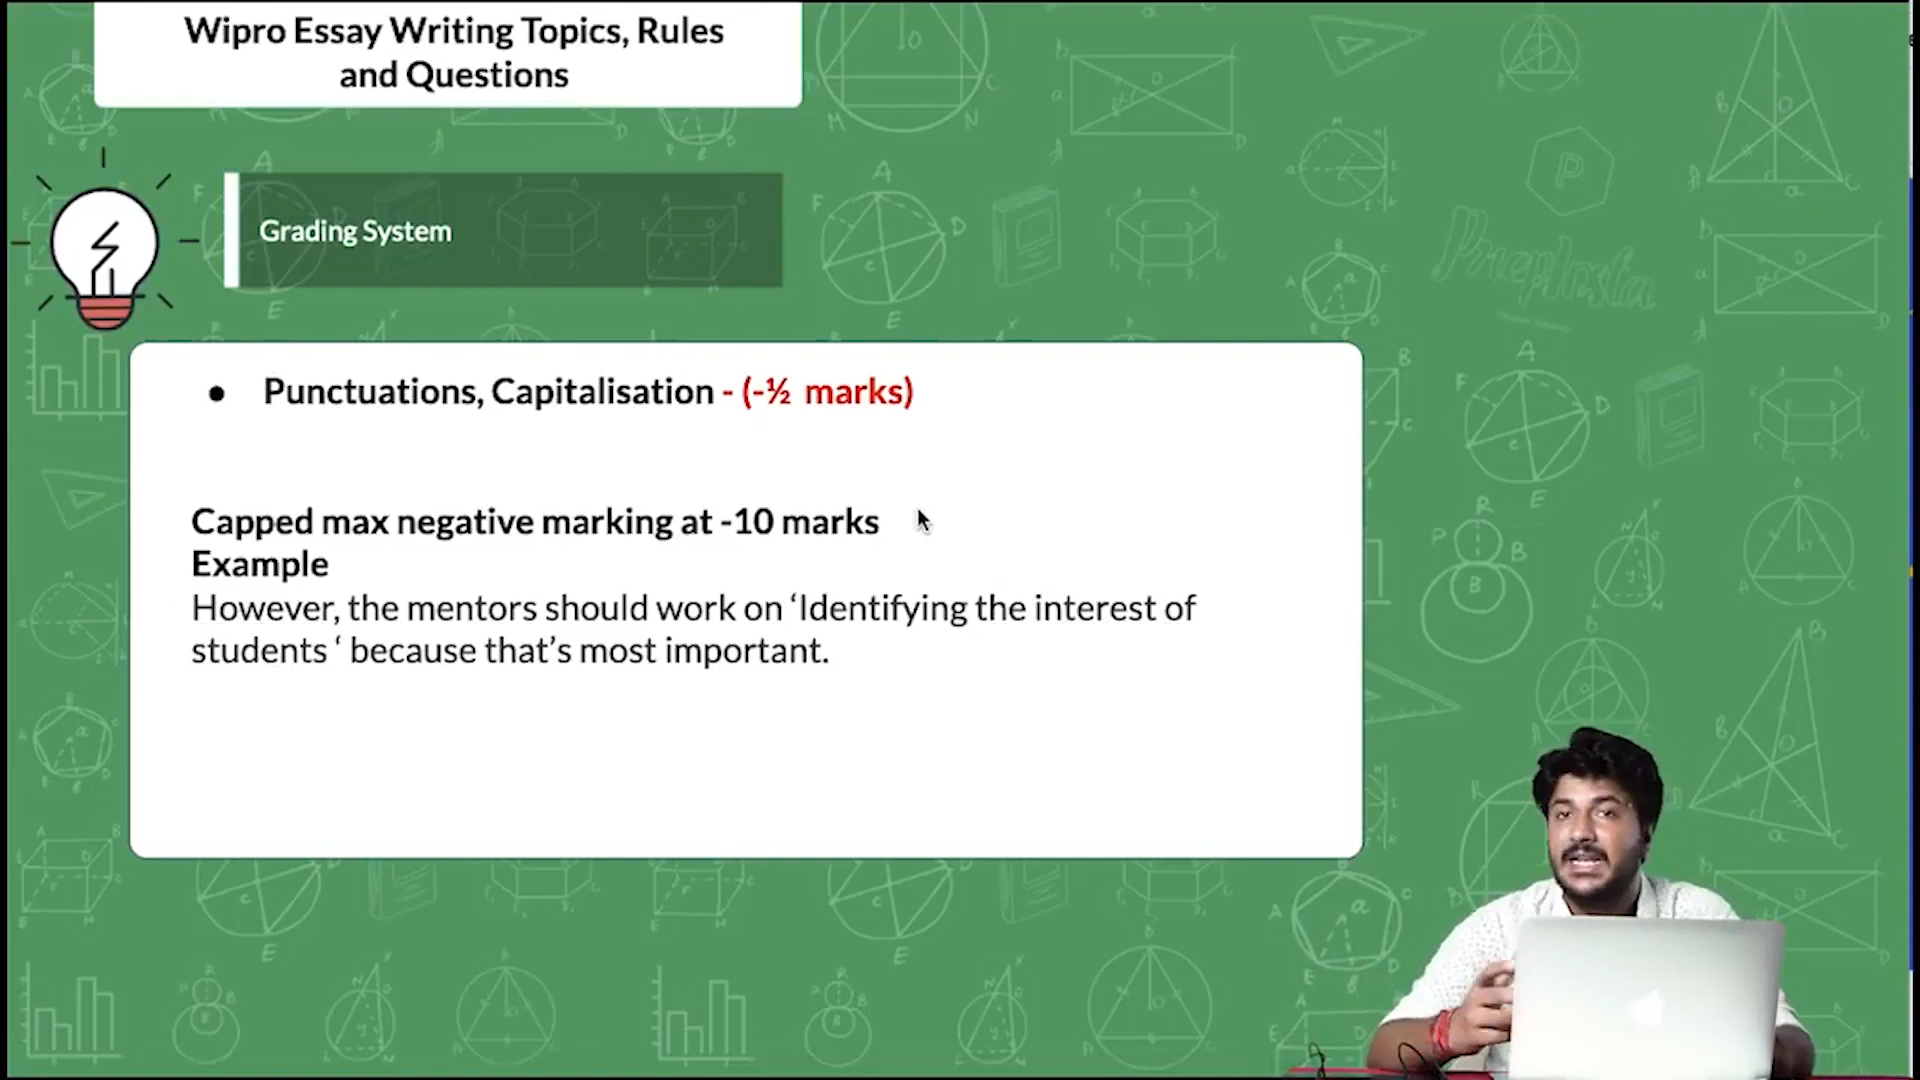 Wipro Essay Writing Topics, Rules
and Questions
Grading System
● Punctuations, Capitalisation - (-½ marks)
Capped max negative marking at -10 marks
Example
However, the mentors should work on ‘Identifying the interest of
students ‘ because that’s most important.
PrepInsta